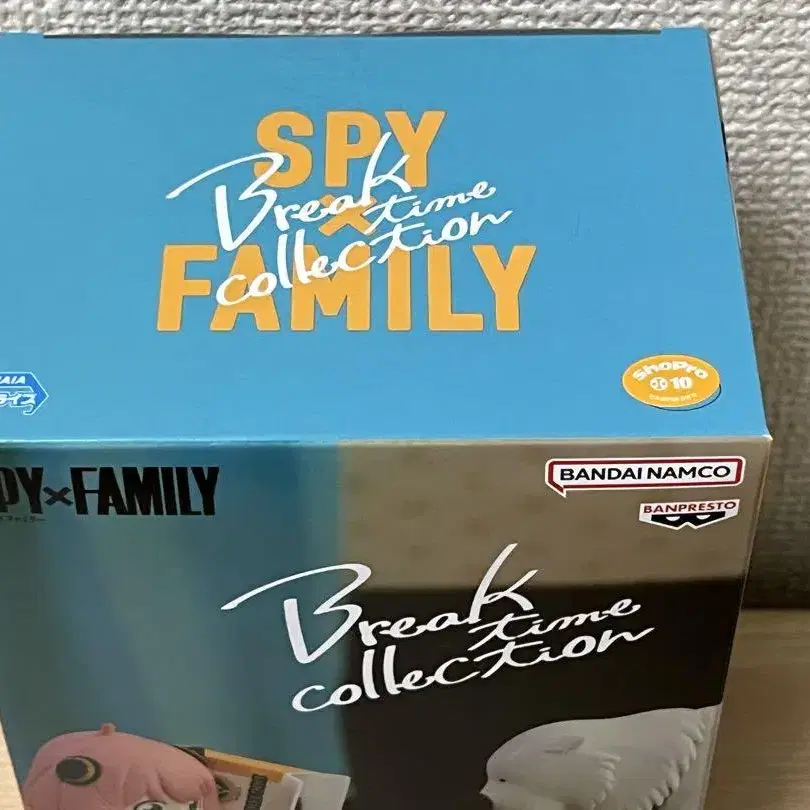 SPY
×
FAMILY
Break
time
collection
ShoPro
10
BANDAI NAMCO
BANPRESTO
PY×FAMILY
Break
time
collection